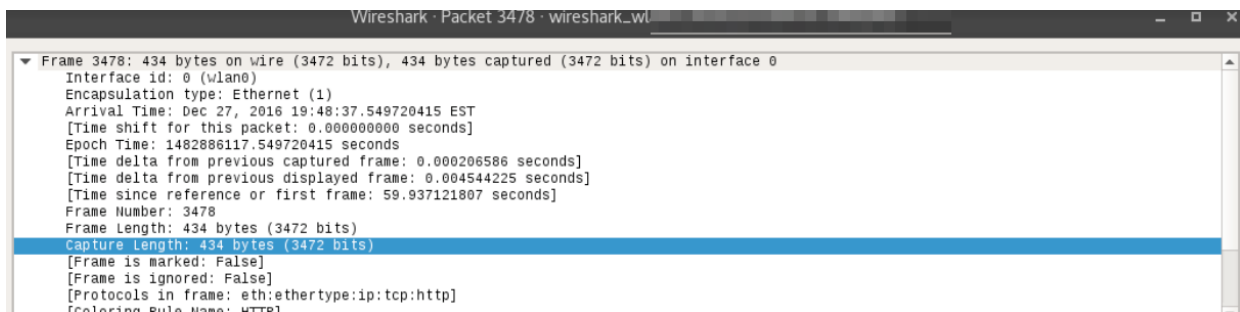 Wireshark · Packet 3478 · wireshark_wl
Frame 3478: 434 bytes on wire (3472 bits), 434 bytes captured (3472 bits) on interface 0
Interface id: 0 (wlan0)
Encapsulation type: Ethernet (1)
Arrival Time: Dec 27, 2016 19:48:37.549720415 EST
[Time shift for this packet: 0.000000000 seconds]
Epoch Time: 1482886117.549720415 seconds
[Time delta from previous captured frame: 0.000206586 seconds]
[Time delta from previous displayed frame: 0.004544225 seconds]
[Time since reference or first frame: 59.937121807 seconds]
Frame Number: 3478
Frame Length: 434 bytes (3472 bits)
Capture Length: 434 bytes (3472 bits)
[Frame is marked: False]
[Frame is ignored: False]
[Protocols in frame: eth:ethertype:ip:tcp:http]
[Coloring Rule Name: HTTP]